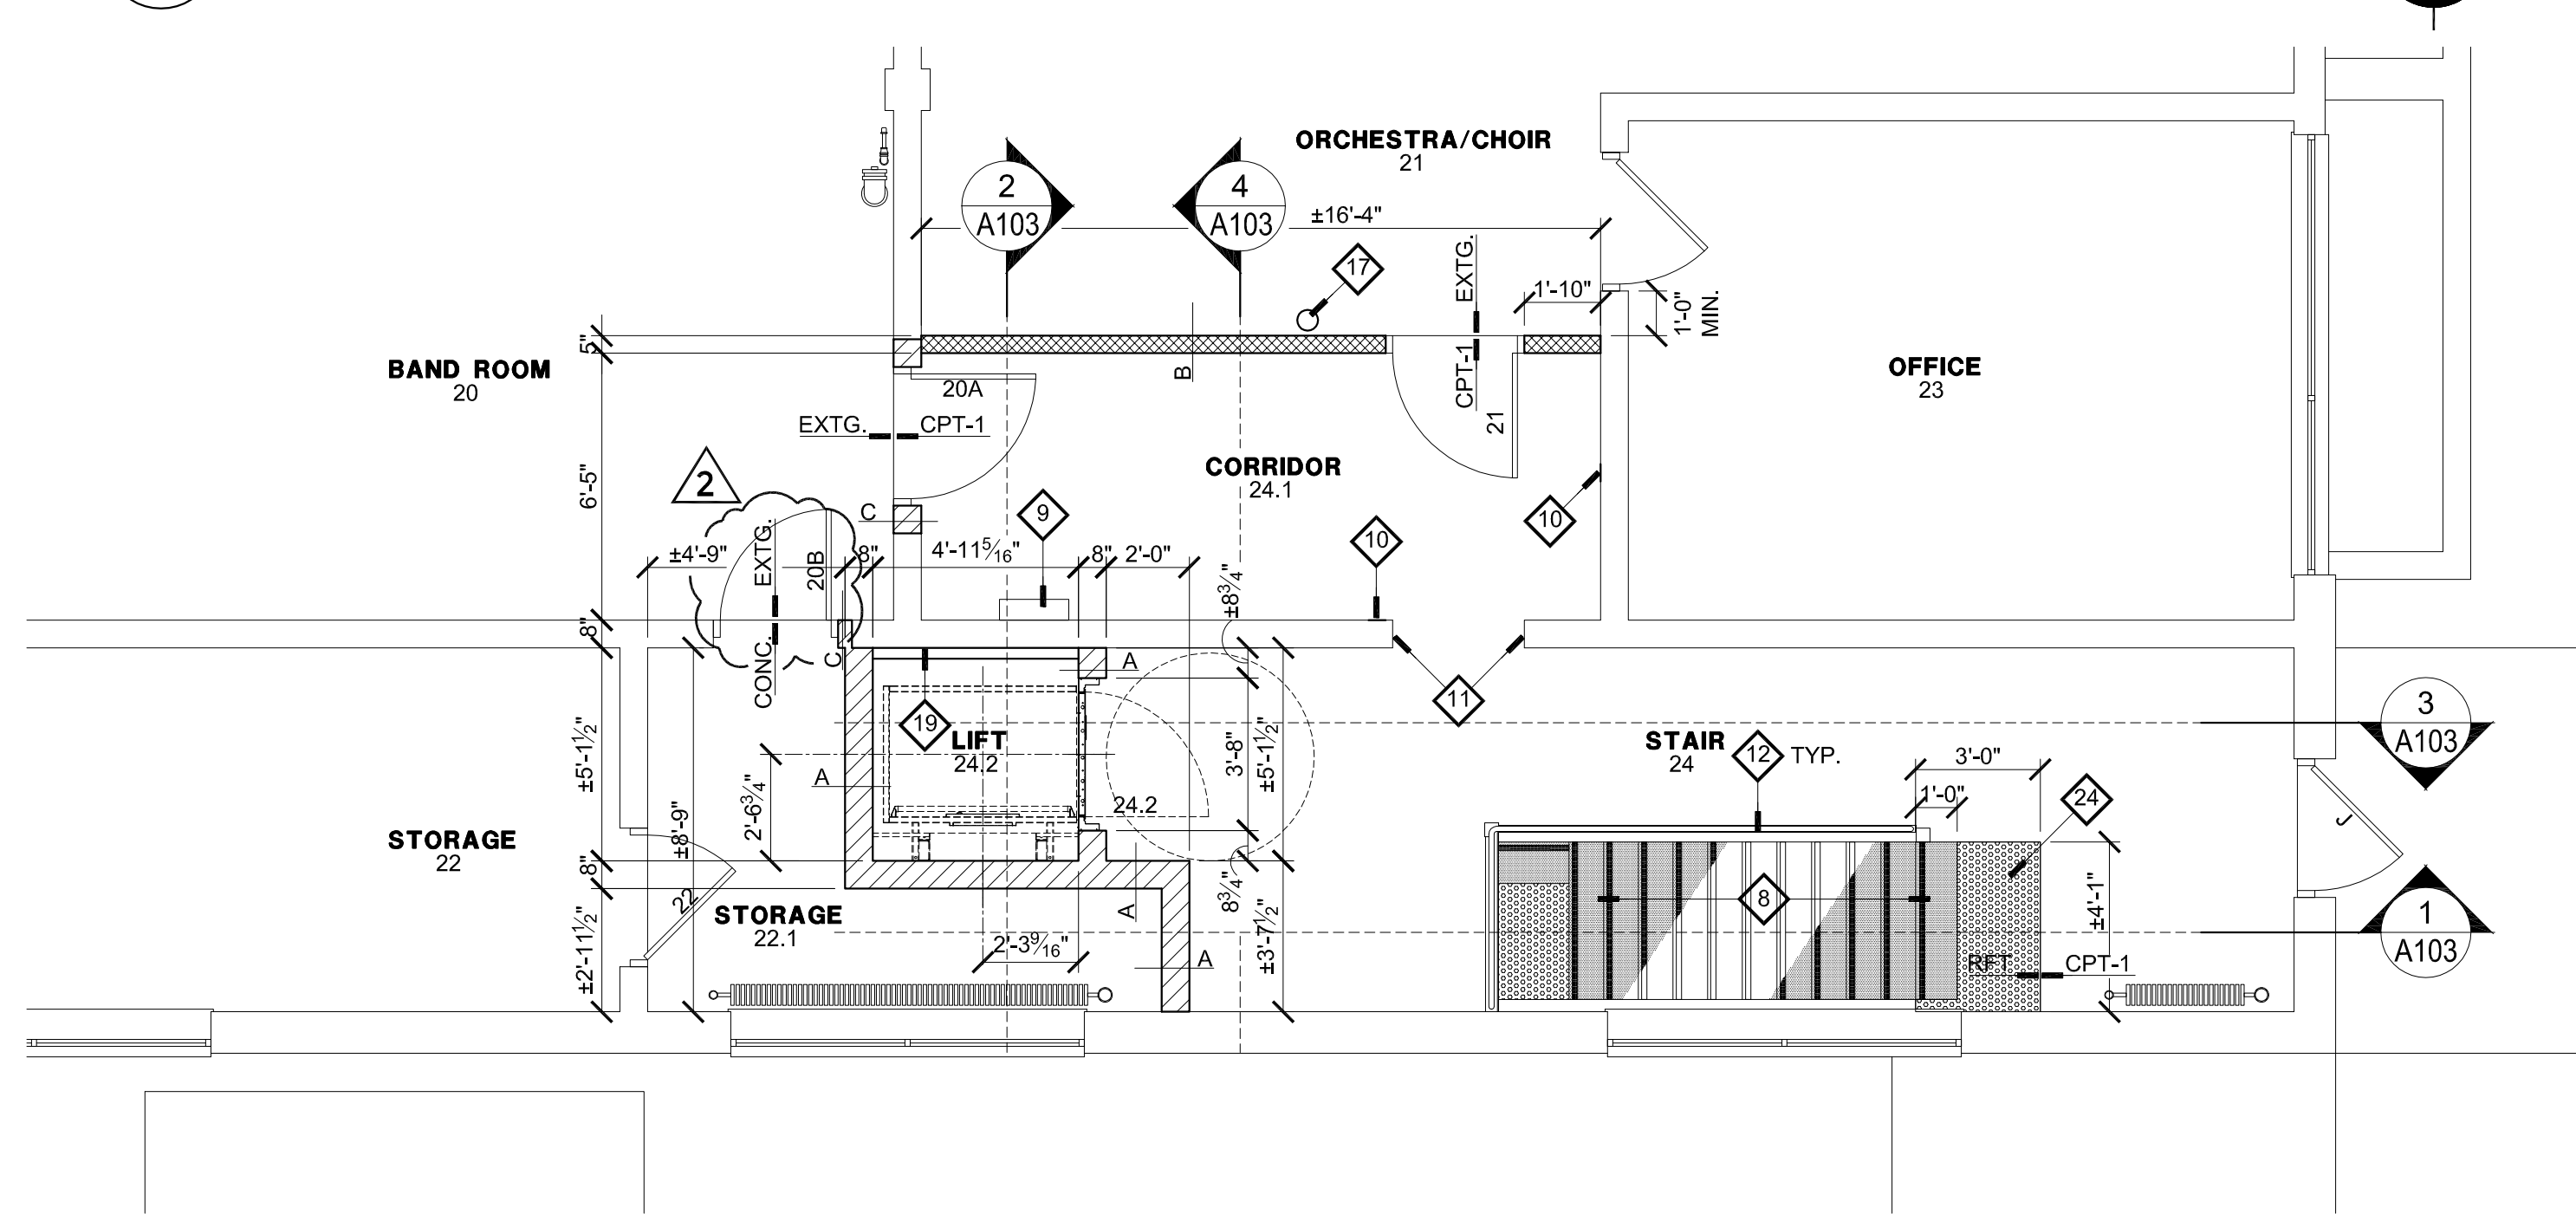 ORCHESTRA/CHOIR
21
2
A103
4
A103
±16'-4"
17
EXTG.
CPT-1
1'-10"
1'-0"
MIN.
5"
BAND ROOM
20
20A
B
21
OFFICE
23
EXTG.
CPT-1
6'-5"
2
CORRIDOR
24.1
C
9
10
10
EXTG.
CONC.
20B
C
±4'-9"
8"
4'-11 5/16"
8"
2'-0"
±8 3/4"
8"
A
11
19
LIFT
24.2
3
A103
STAIR
24
12
TYP.
3'-0"
1'-0"
24
±5'-1 1/2"
±8'-9"
2'-6 3/4"
A
24.2
3'-8"
±5'-1 1/2"
J
STORAGE
22
8"
22
STORAGE
22.1
A
8 3/4"
8
±4'-1"
1
A103
±2'-11 1/2"
2'-3 9/16"
A
±3'-7 1/2"
RFT
CPT-1